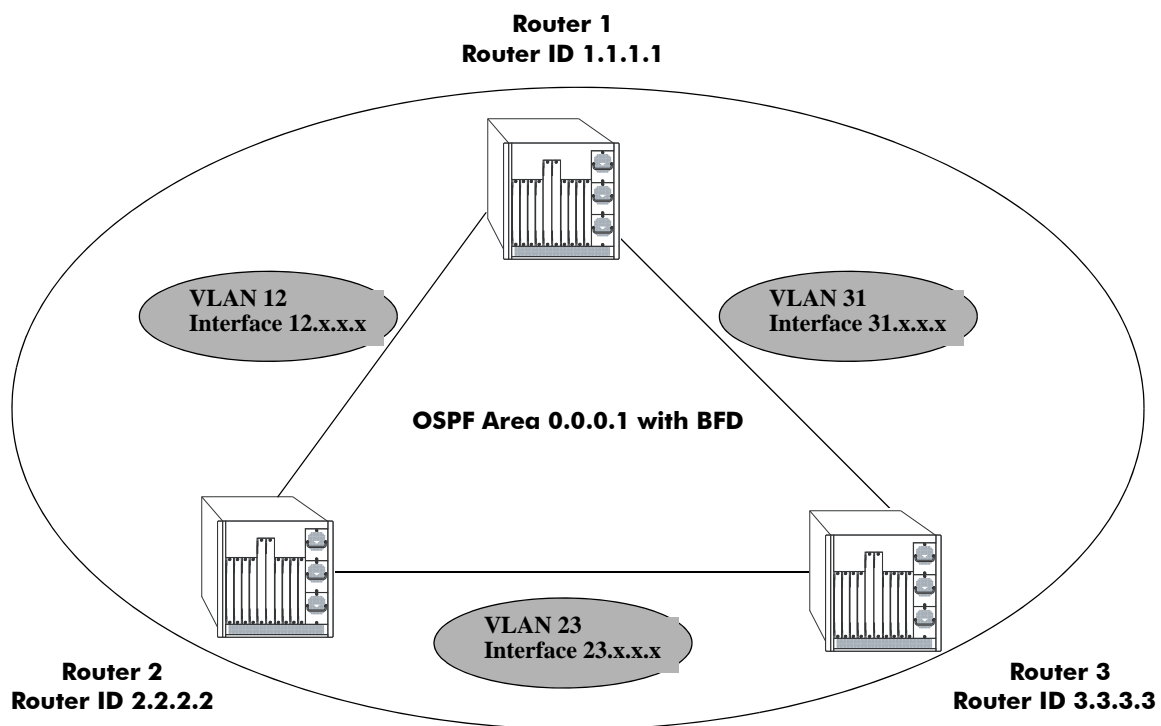 Router 1
Router ID 1.1.1.1
VLAN 12
Interface 12.x.x.x
VLAN 31
Interface 31.x.x.x
OSPF Area 0.0.0.1 with BFD
VLAN 23
Interface 23.x.x.x
Router 2
Router ID 2.2.2.2
Router 3
Router ID 3.3.3.3